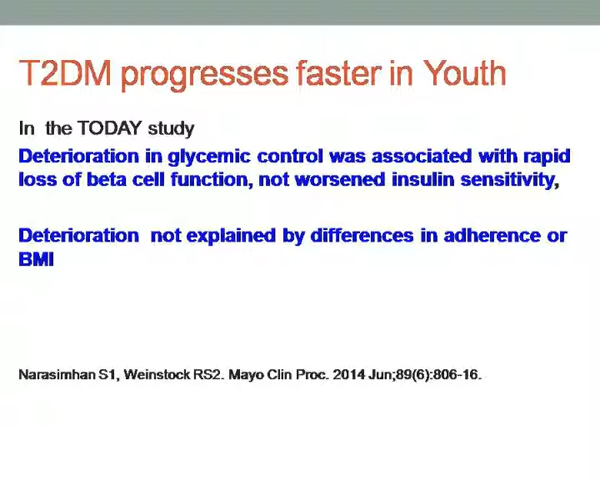 T2DM progresses faster in Youth
In the TODAY study
Deterioration in glycemic control was associated with rapid
loss of beta cell function, not worsened insulin sensitivity,
Deterioration not explained by differences in adherence or
BMI
Narasimhan S1, Weinstock RS2. Mayo Clin Proc. 2014 Jun;89(6):806-16.